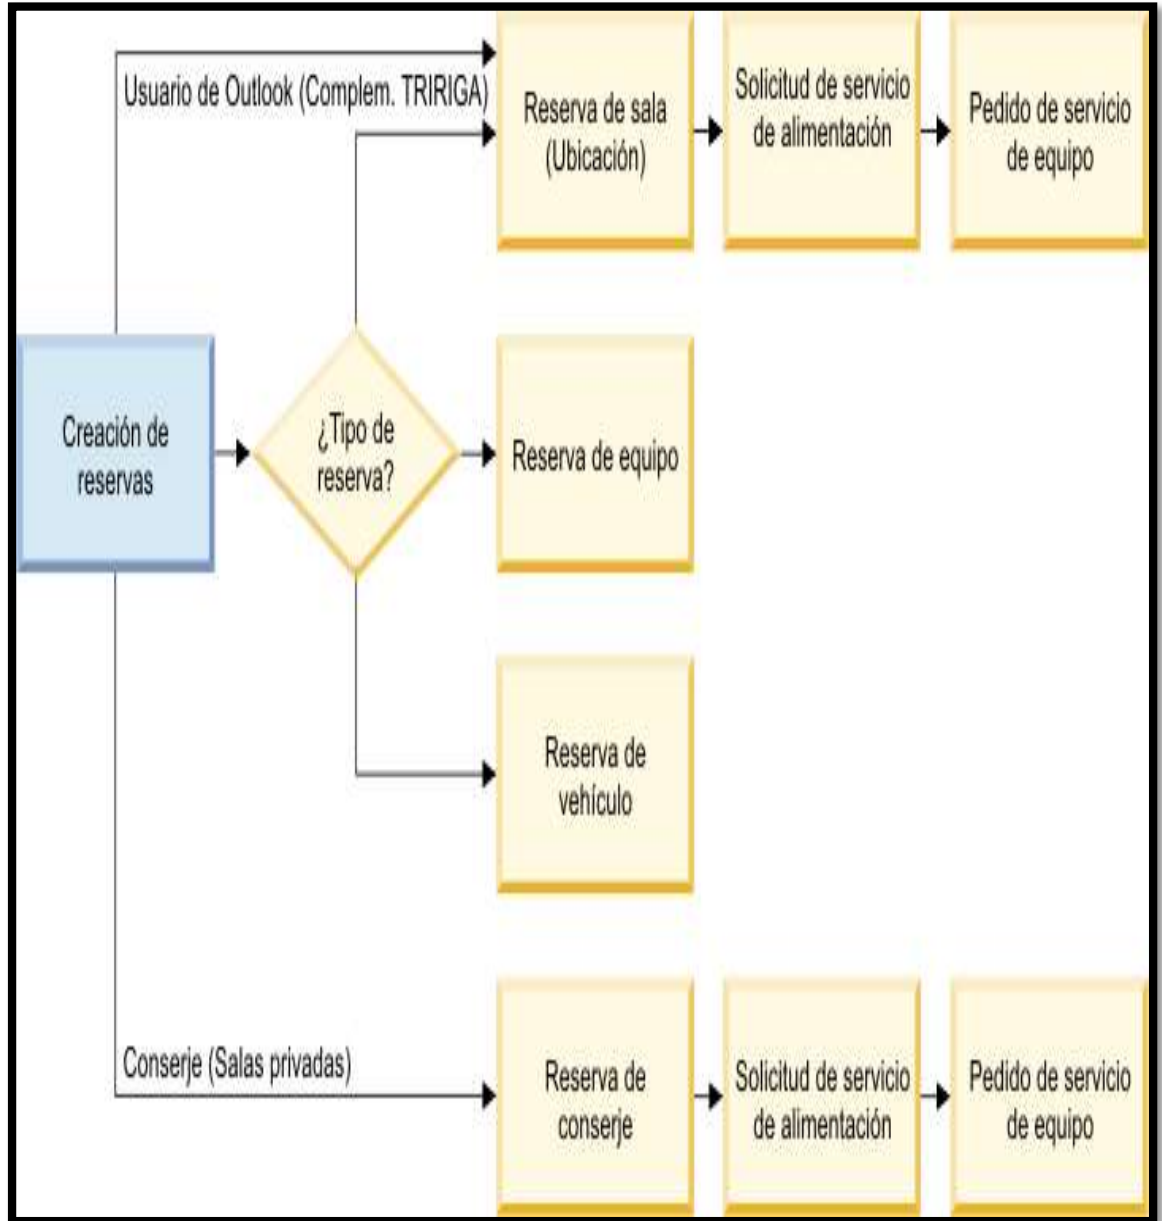 Usuario de Outlook (Complem. TRIRIGA)
Reserva de sala
(Ubicación)
Solicitud de servicio
de alimentación
Pedido de servicio
de equipo
Creación de
reservas
¿Tipo de
reserva?
Reserva de equipo
Reserva de
vehículo
Conserje (Salas privadas)
Reserva de
conserje
Solicitud de servicio
de alimentación
Pedido de servicio
de equipo